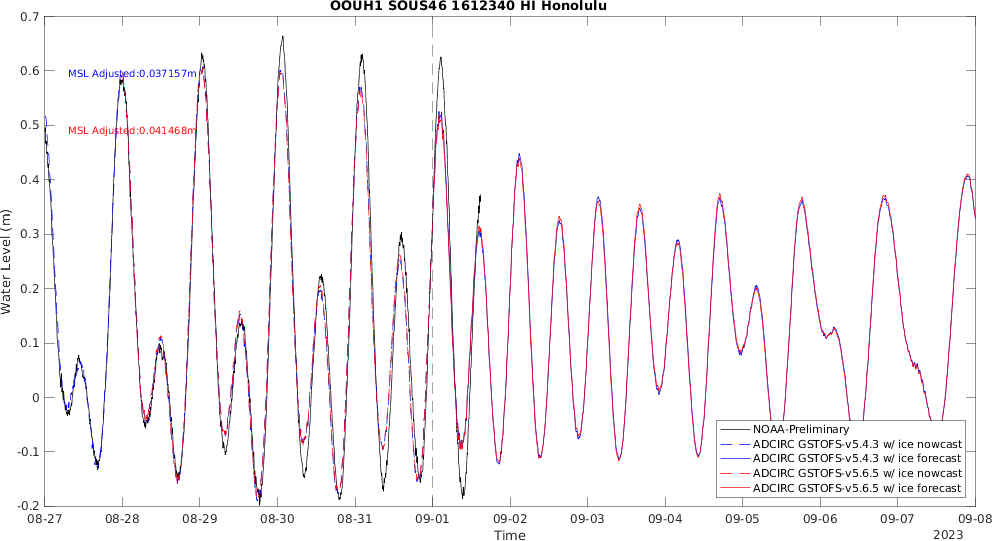 OOUH1 SOUS46 1612340 HI Honolulu
0.7
0.6
0.5
0.4
0.3
0.2
0.1
0
-0.1
-0.2
Water Level (m)
MSL Adjusted:0.037157m
MSL Adjusted:0.041468m
NOAA-Preliminary
ADCIRC GSTOFS-v5.4.3 w/ ice nowcast
ADCIRC GSTOFS-v5.4.3 w/ ice forecast
ADCIRC GSTOFS-v5.6.5 w/ ice nowcast
ADCIRC GSTOFS-v5.6.5 w/ ice forecast
08-27 08-28 08-29 08-30 08-31 09-01 09-02 09-03 09-04 09-05 09-06 09-07 09-08
Time
2023